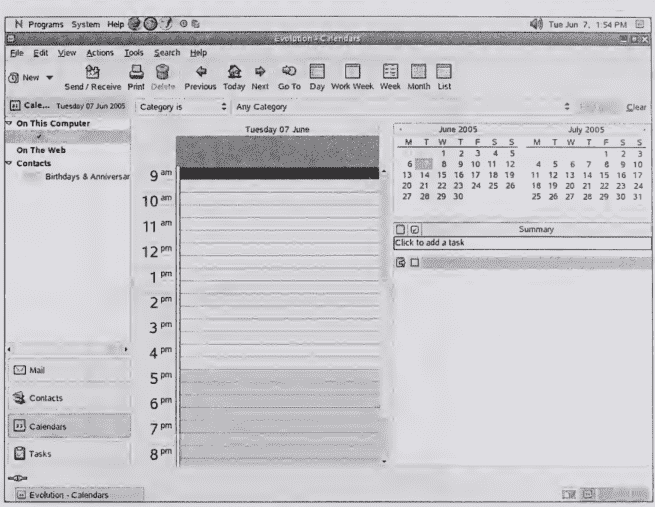 N Programs System Help
Tue Jun 7, 1:54 PM
Evolution - Calendars
File Edit View Actions Tools Search Help
New
Send / Receive Print Delete Previous Today Next Go To Day Work Week Week Month List
Cale... Tuesday 07 Jun 2005
Category is Any Category
Clear
On This Computer
On The Web
Contacts
Birthdays & Anniversar
Mail
Contacts
Calendars
Tasks
Tuesday 07 June
9 am
10 am
11 am
12 pm
1 pm
2 pm
3 pm
4 pm
5 pm
6 pm
7 pm
8 pm
June 2005
M T W T F S S
1 2 3 4 5
6 8 9 10 11 12
13 14 15 16 17 18 19
20 21 22 23 24 25 26
27 28 29 30
July 2005
M T W T F S S
1 2 3
4 5 6 7 8 9 10
11 12 13 14 15 16 17
18 19 20 21 22 23 24
25 26 27 28 29 30 31
Summary
Click to add a task
Evolution - Calendars